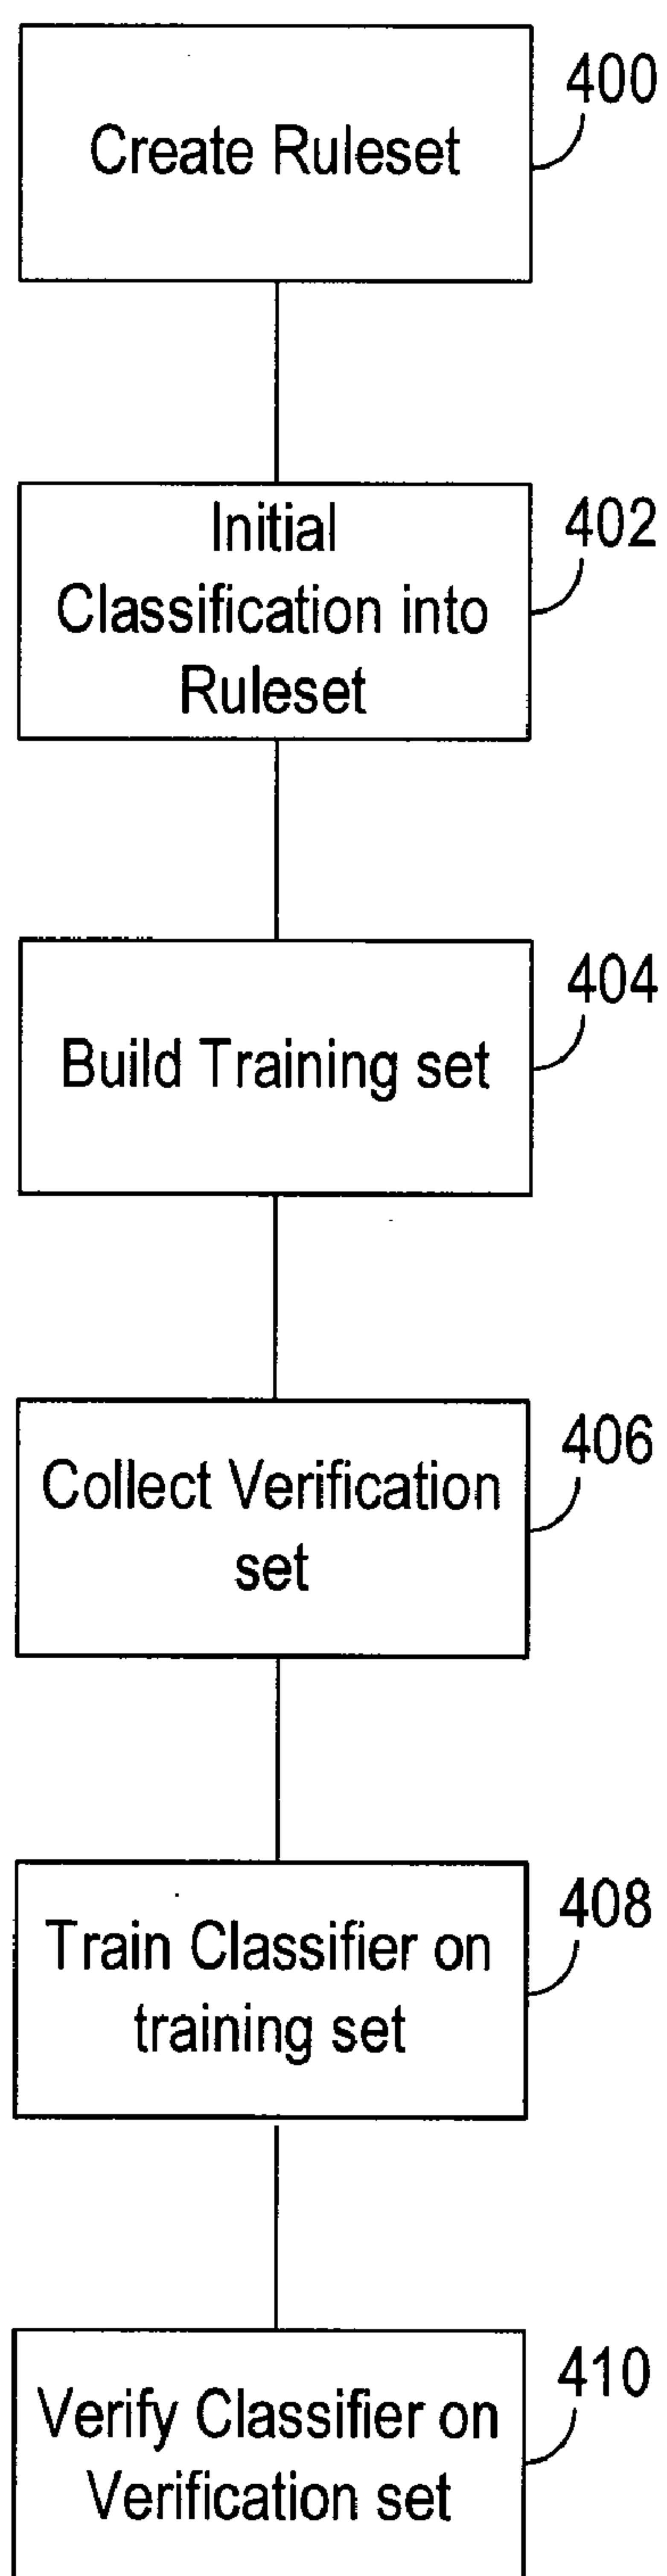 400
Create Ruleset
402
Initial
Classification into
Ruleset
404
Build Training set
406
Collect Verification
set
408
Train Classifier on
training set
410
Verify Classifier on
Verification set